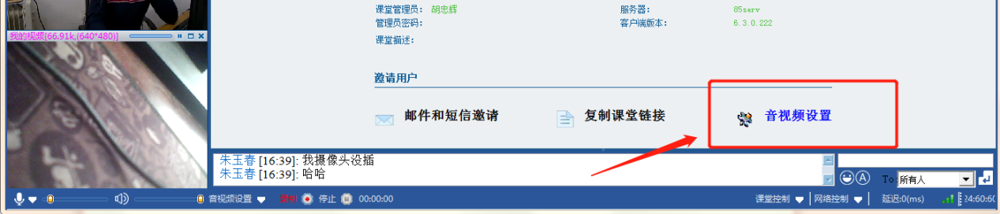 课堂管理员： 胡忠辉 服务器： 85serv
管理员密码： 客户端版本： 6.3.0.222
我的视频[66.91k,(640*480)]
课堂描述：
邀请用户
邮件和短信邀请 复制课堂链接 音视频设置
朱玉春 [16:39]: 我摄像头没插
朱玉春 [16:39]: 哈哈
To 所有人
音视频设置 录制 停止 00:00:00 课堂控制 网络控制 延迟:0(ms) 24:60:60